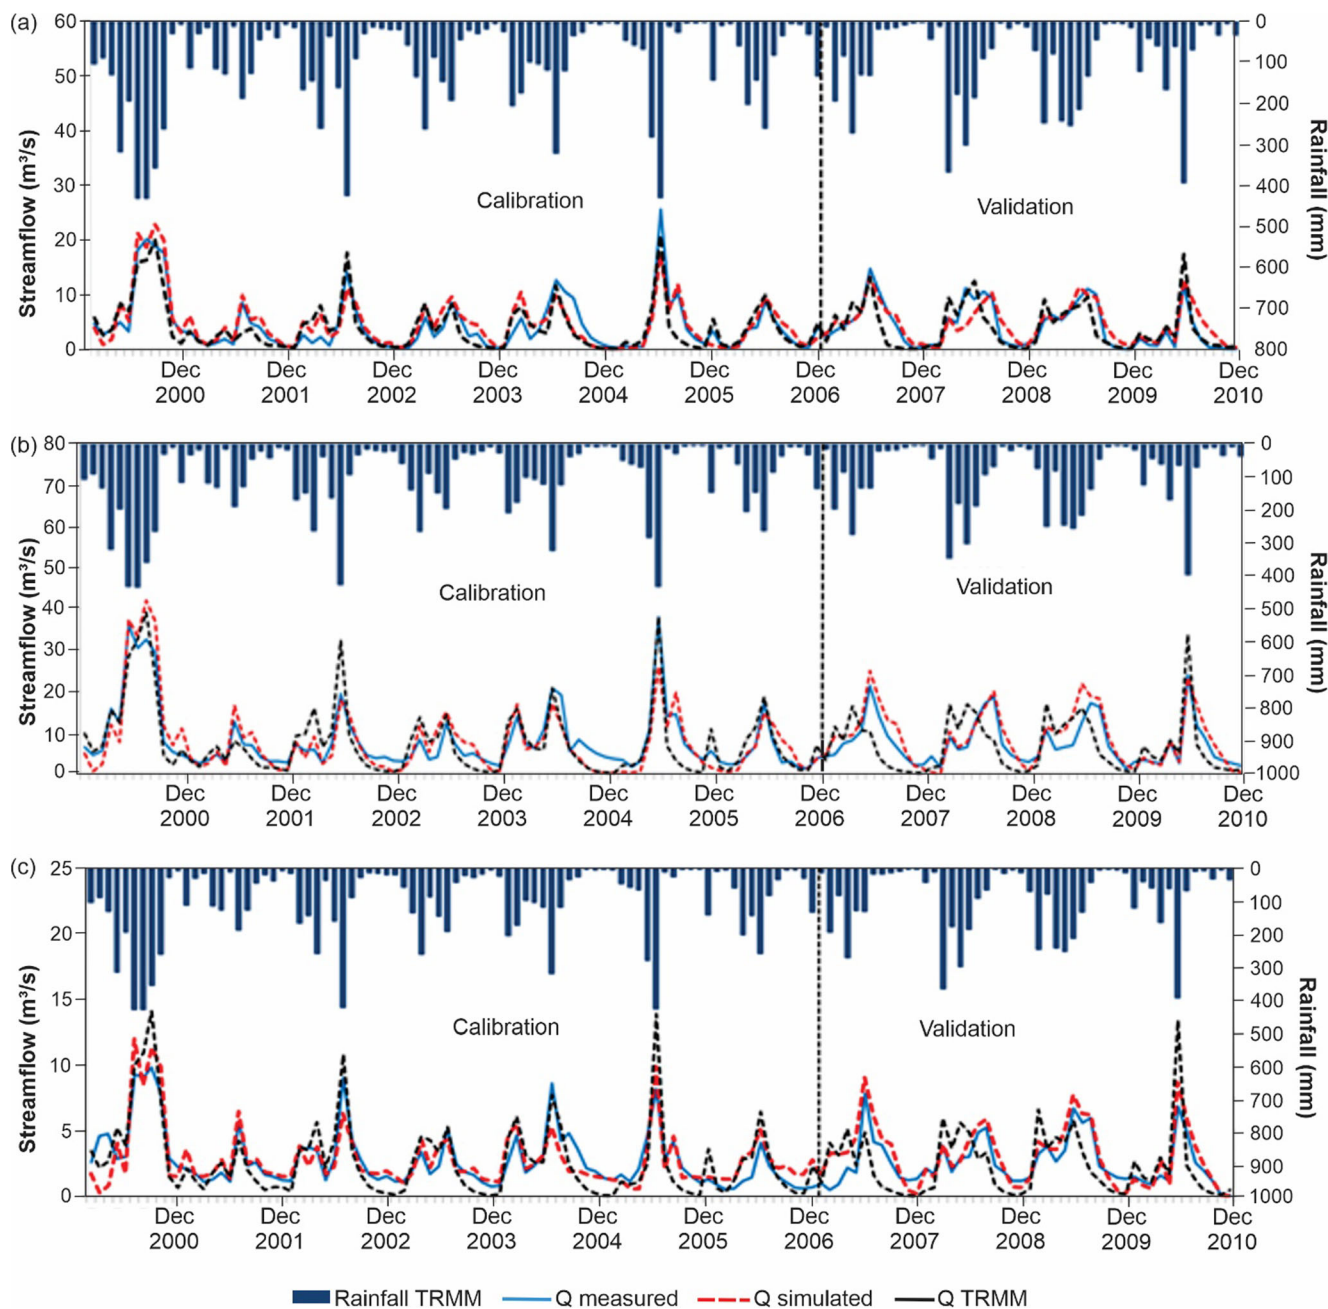 (a)
60
50
40
30
20
10
0
Streamflow (m³/s)
Calibration
Validation
0
100
200
300
400
500
600
700
800
Rainfall (mm)
Dec 2000
Dec 2001
Dec 2002
Dec 2003
Dec 2004
Dec 2005
Dec 2006
Dec 2007
Dec 2008
Dec 2009
Dec 2010
(b)
80
70
60
50
40
30
20
10
0
Streamflow (m³/s)
Calibration
Validation
0
100
200
300
400
500
600
700
800
900
1000
Rainfall (mm)
Dec 2000
Dec 2001
Dec 2002
Dec 2003
Dec 2004
Dec 2005
Dec 2006
Dec 2007
Dec 2008
Dec 2009
Dec 2010
(c)
25
20
15
10
5
0
Streamflow (m³/s)
Calibration
Validation
0
100
200
300
400
500
600
700
800
900
1000
Rainfall (mm)
Dec 2000
Dec 2001
Dec 2002
Dec 2003
Dec 2004
Dec 2005
Dec 2006
Dec 2007
Dec 2008
Dec 2009
Dec 2010
Rainfall TRMM Q measured Q simulated Q TRMM